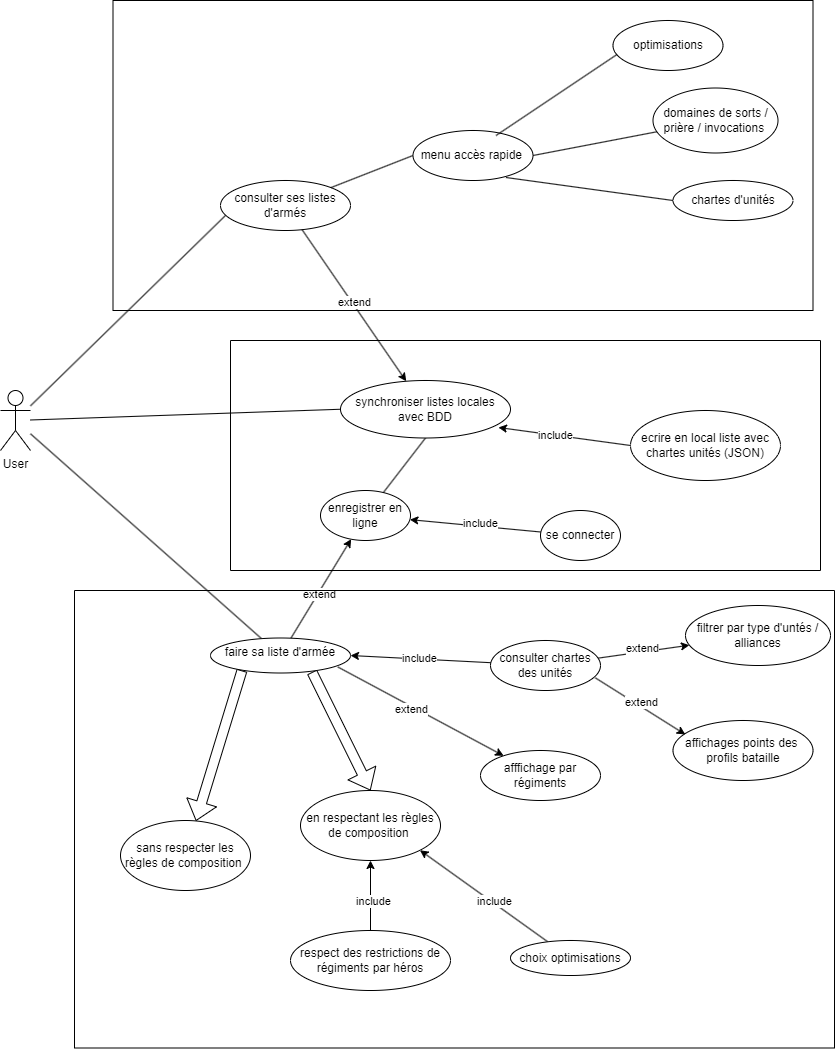 optimisations
domaines de sorts /
prière / invocations
menu accès rapide
chartes d'unités
consulter ses listes
d'armés
extend
User
synchroniser listes locales
avec BDD
include
ecrire en local liste avec
chartes unités (JSON)
enregistrer en
ligne
include
se connecter
extend
faire sa liste d'armée
include
consulter chartes
des unités
extend
filtrer par type d'untés /
alliances
extend
affichages points des
profils bataille
extend
afffichage par
régiments
sans respecter les
règles de composition
en respectant les règles
de composition
include
include
respect des restrictions de
régiments par héros
choix optimisations